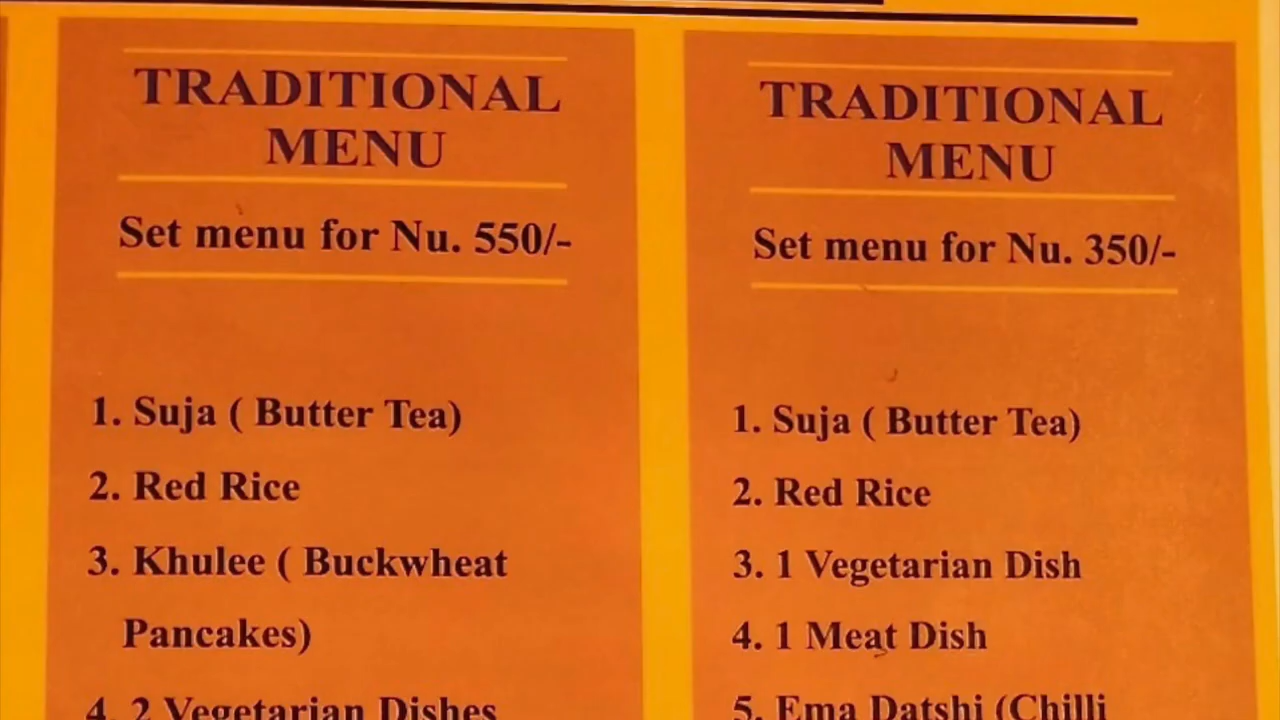 TRADITIONAL
MENU
Set menu for Nu. 550/-
1. Suja ( Butter Tea)
2. Red Rice
3. Khulee ( Buckwheat
Pancakes)
4. 2 Vegetarian Dishes
TRADITIONAL
MENU
Set menu for Nu. 350/-
1. Suja ( Butter Tea)
2. Red Rice
3. 1 Vegetarian Dish
4. 1 Meat Dish
5. Ema Datshi (Chilli